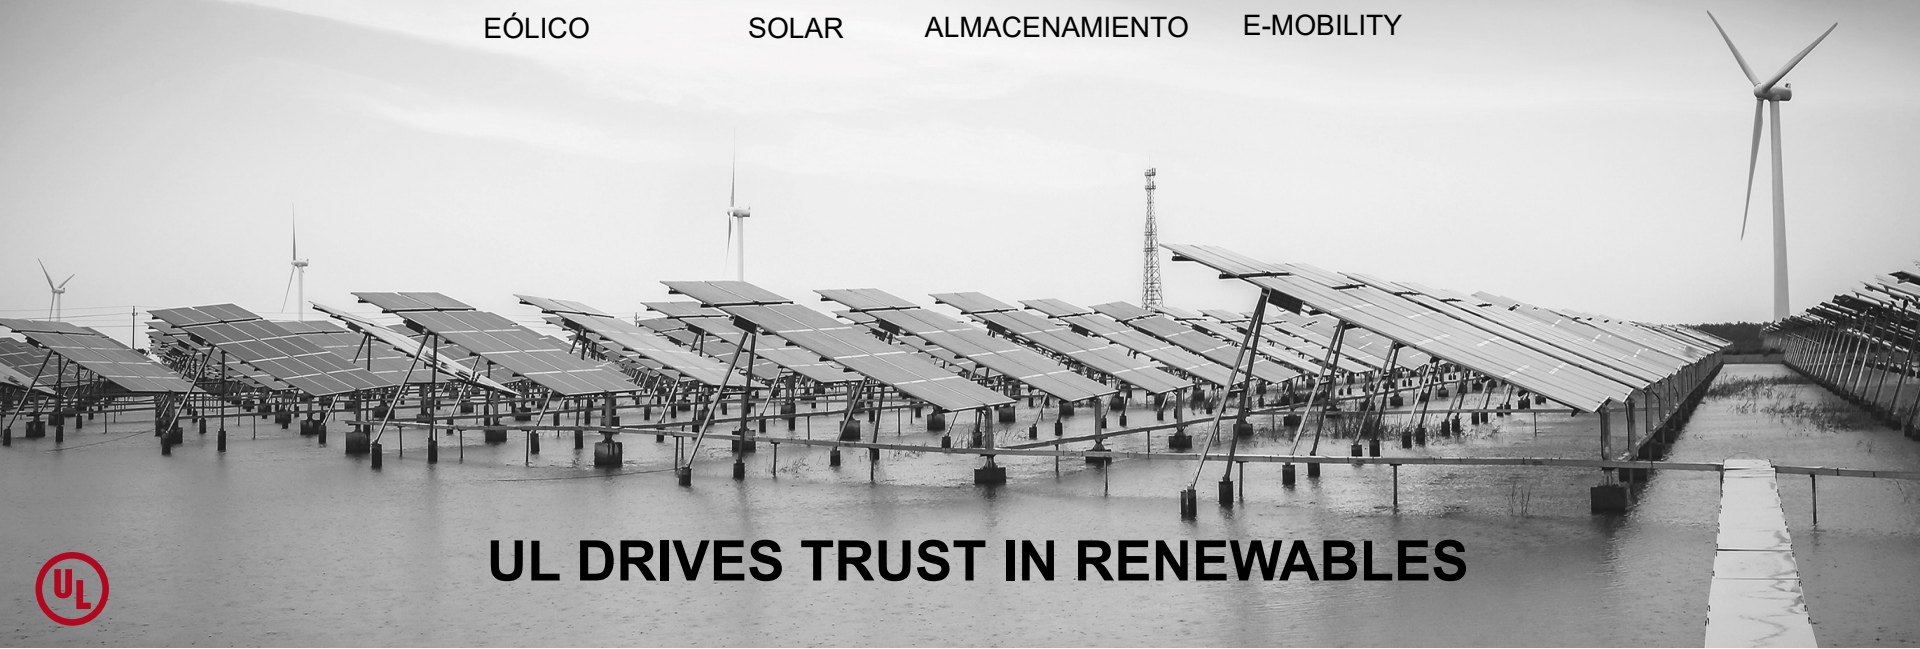 EÓLICO SOLAR ALMACENAMIENTO E-MOBILITY
UL DRIVES TRUST IN RENEWABLES
UL